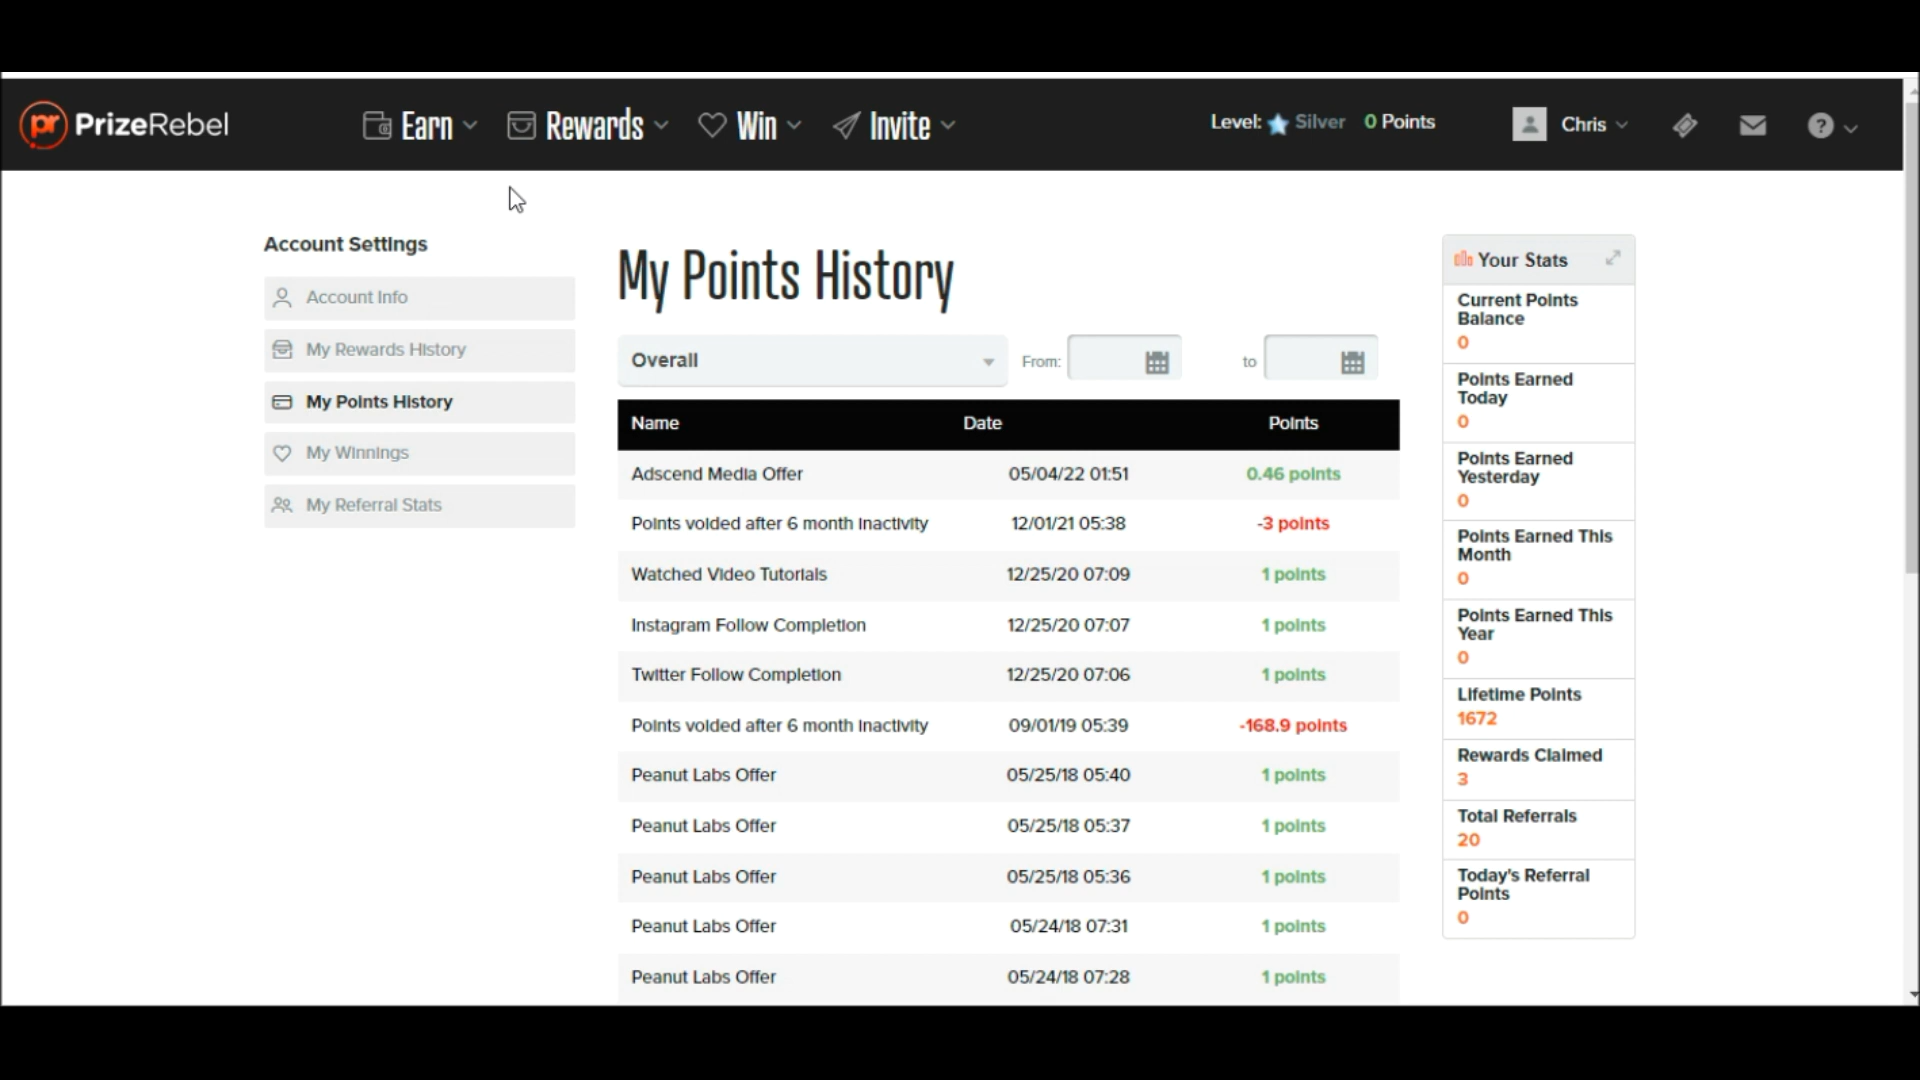 pr PrizeRebel Earn Rewards Win Invite Level: Silver 0 Points Chris ?
Account Settings
Account Info
My Rewards History
My Points History
My Winnings
My Referral Stats
My Points History
Overall From: to
Name Date Points
Adscend Media Offer 05/04/22 01:51 0.46 points
Points voided after 6 month inactivity 12/01/21 05:38 -3 points
Watched Video Tutorials 12/25/20 07:09 1 points
Instagram Follow Completion 12/25/20 07:07 1 points
Twitter Follow Completion 12/25/20 07:06 1 points
Points voided after 6 month inactivity 09/01/19 05:39 -168.9 points
Peanut Labs Offer 05/25/18 05:40 1 points
Peanut Labs Offer 05/25/18 05:37 1 points
Peanut Labs Offer 05/25/18 05:36 1 points
Peanut Labs Offer 05/24/18 07:31 1 points
Peanut Labs Offer 05/24/18 07:28 1 points
Your Stats
Current Points
Balance
0
Points Earned
Today
0
Points Earned
Yesterday
0
Points Earned This
Month
0
Points Earned This
Year
0
Lifetime Points
1672
Rewards Claimed
3
Total Referrals
20
Today's Referral
Points
0